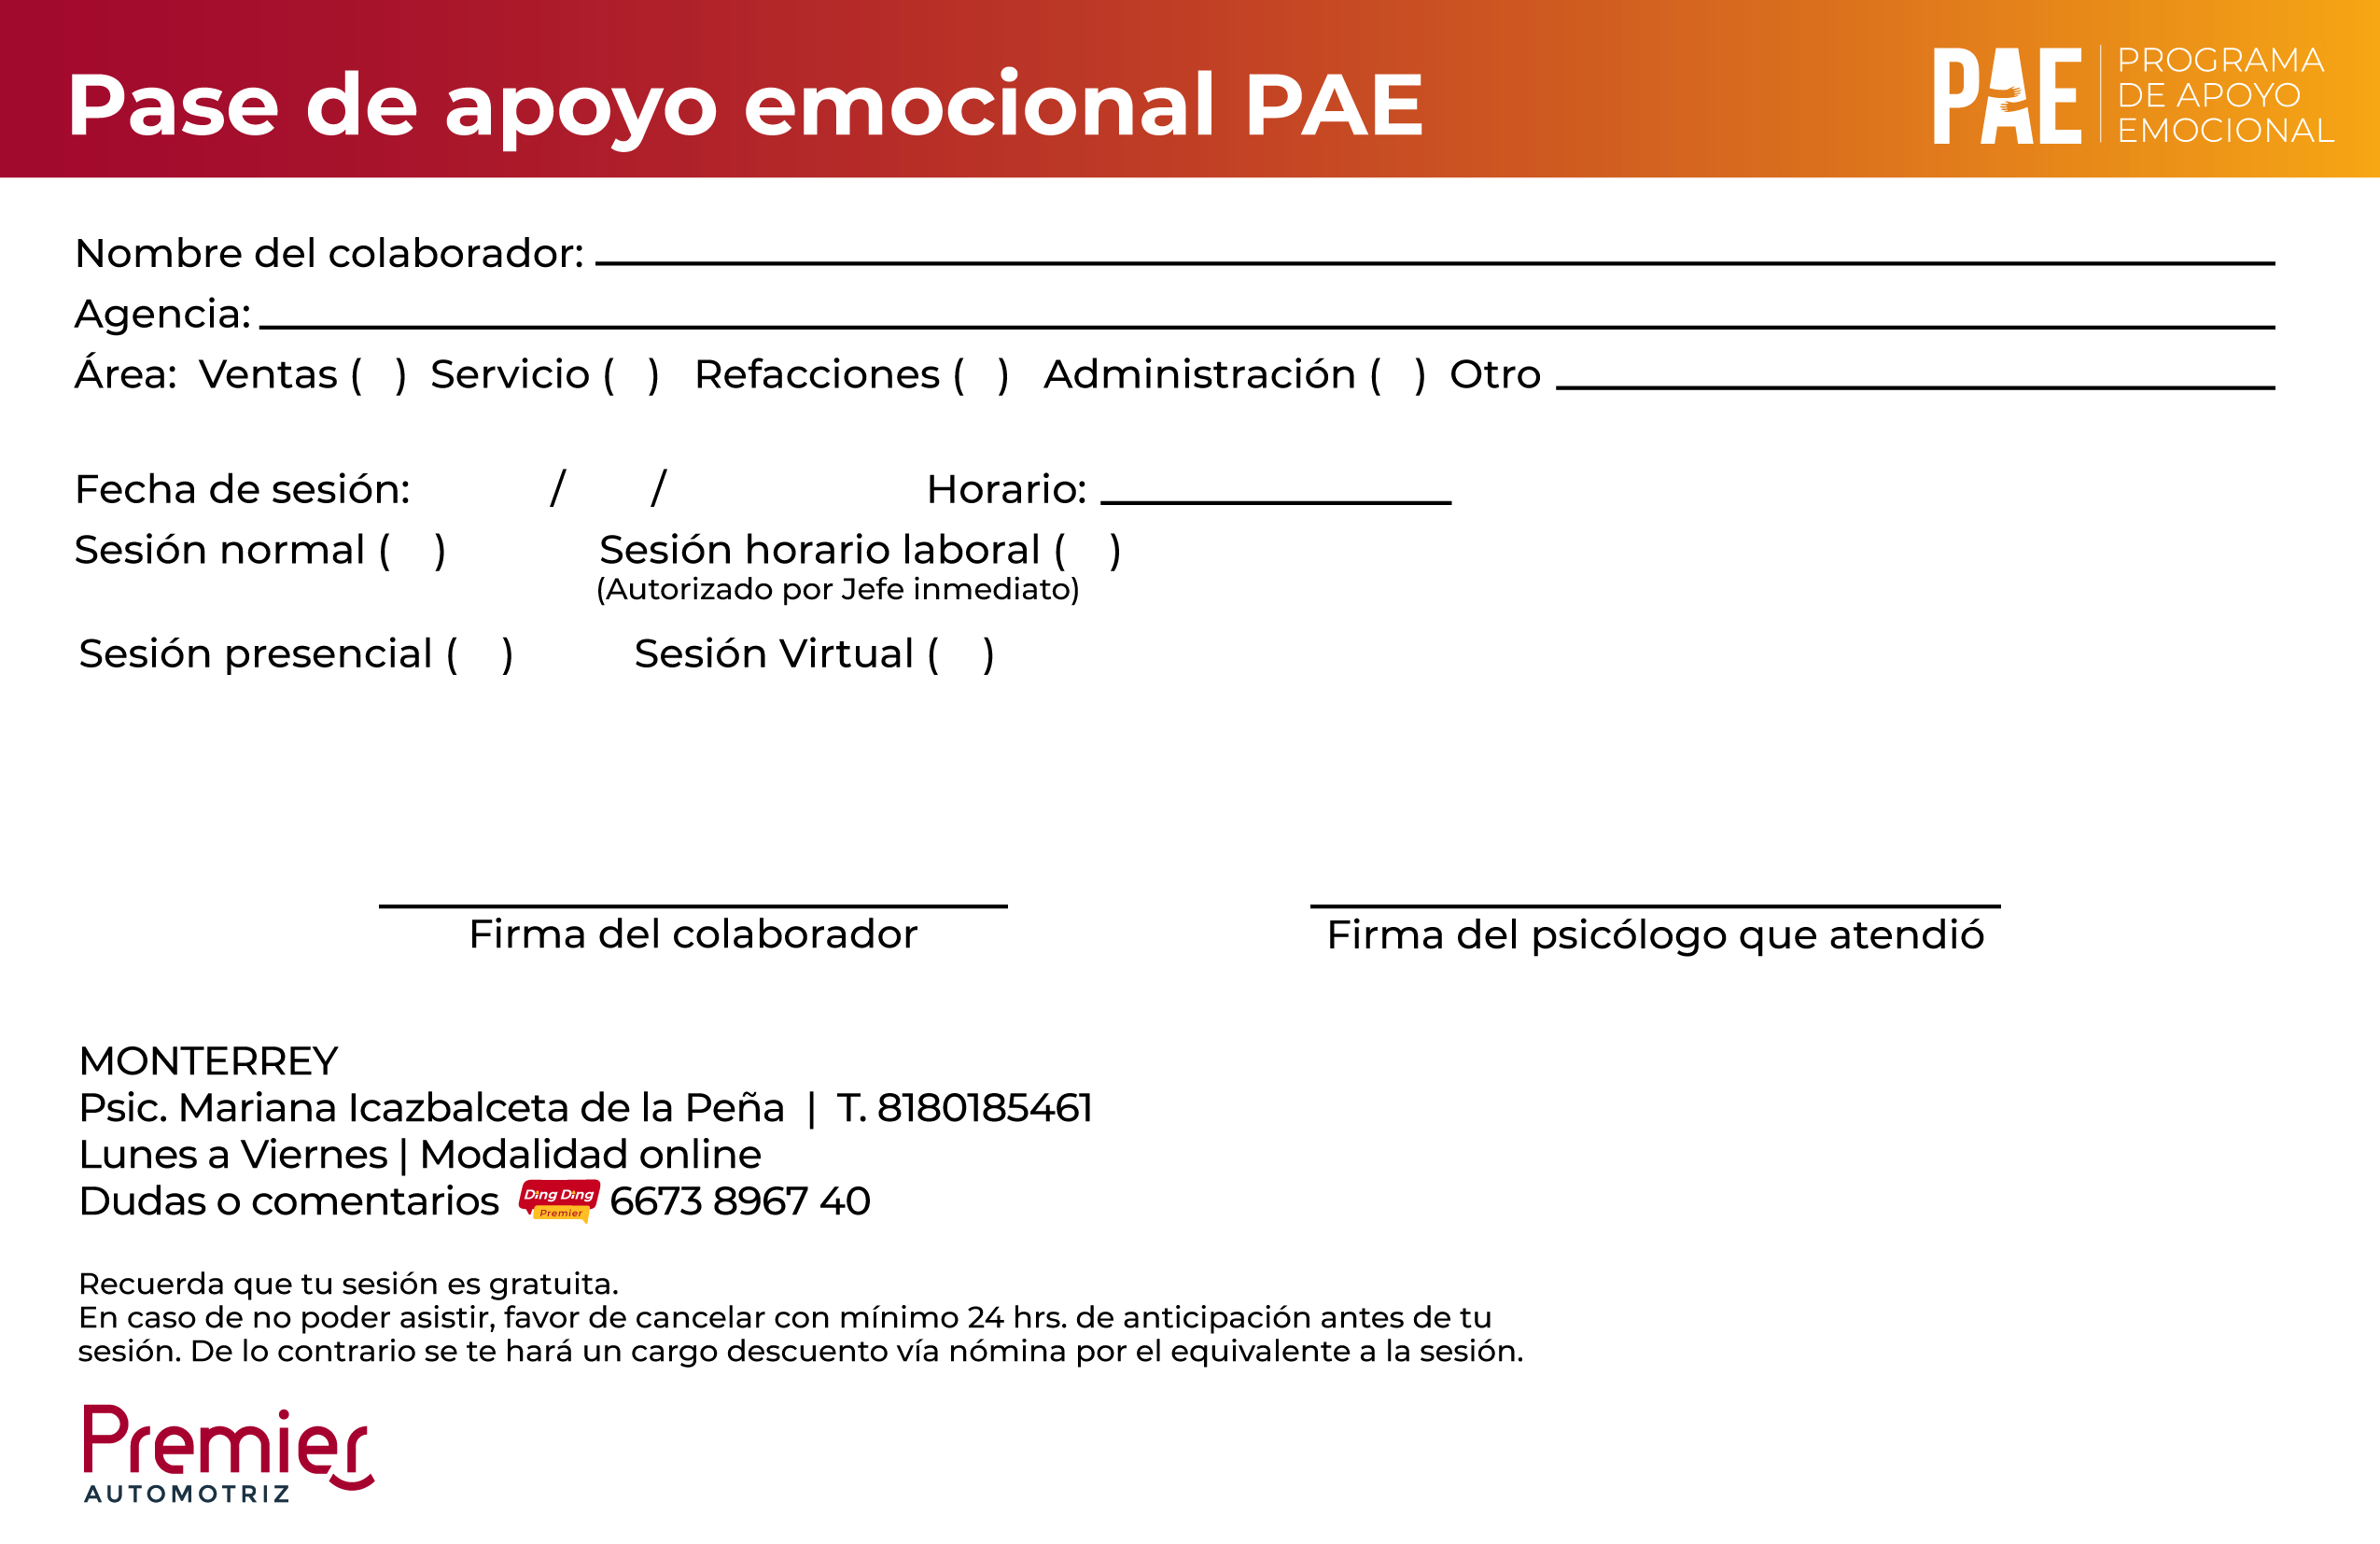 Pase de apoyo emocional PAE
PAE | PROGRAMA
DE APOYO
EMOCIONAL
Nombre del colaborador:
Agencia:
Área: Ventas ( ) Servicio ( ) Refacciones ( ) Administración ( ) Otro
Fecha de sesión: / / Horario:
Sesión normal ( ) Sesión horario laboral ( )
(Autorizado por Jefe inmediato)
Sesión presencial ( ) Sesión Virtual ( )
Firma del colaborador Firma del psicólogo que atendió
MONTERREY
Psic. Mariana Icazbalceta de la Peña | T. 8180185461
Lunes a Viernes | Modalidad online
Dudas o comentarios Ding Ding Premier 6673 8967 40
Recuerda que tu sesión es gratuita.
En caso de no poder asistir, favor de cancelar con mínimo 24 hrs. de anticipación antes de tu
sesión. De lo contrario se te hará un cargo descuento vía nómina por el equivalente a la sesión.
Premier
AUTOMOTRIZ